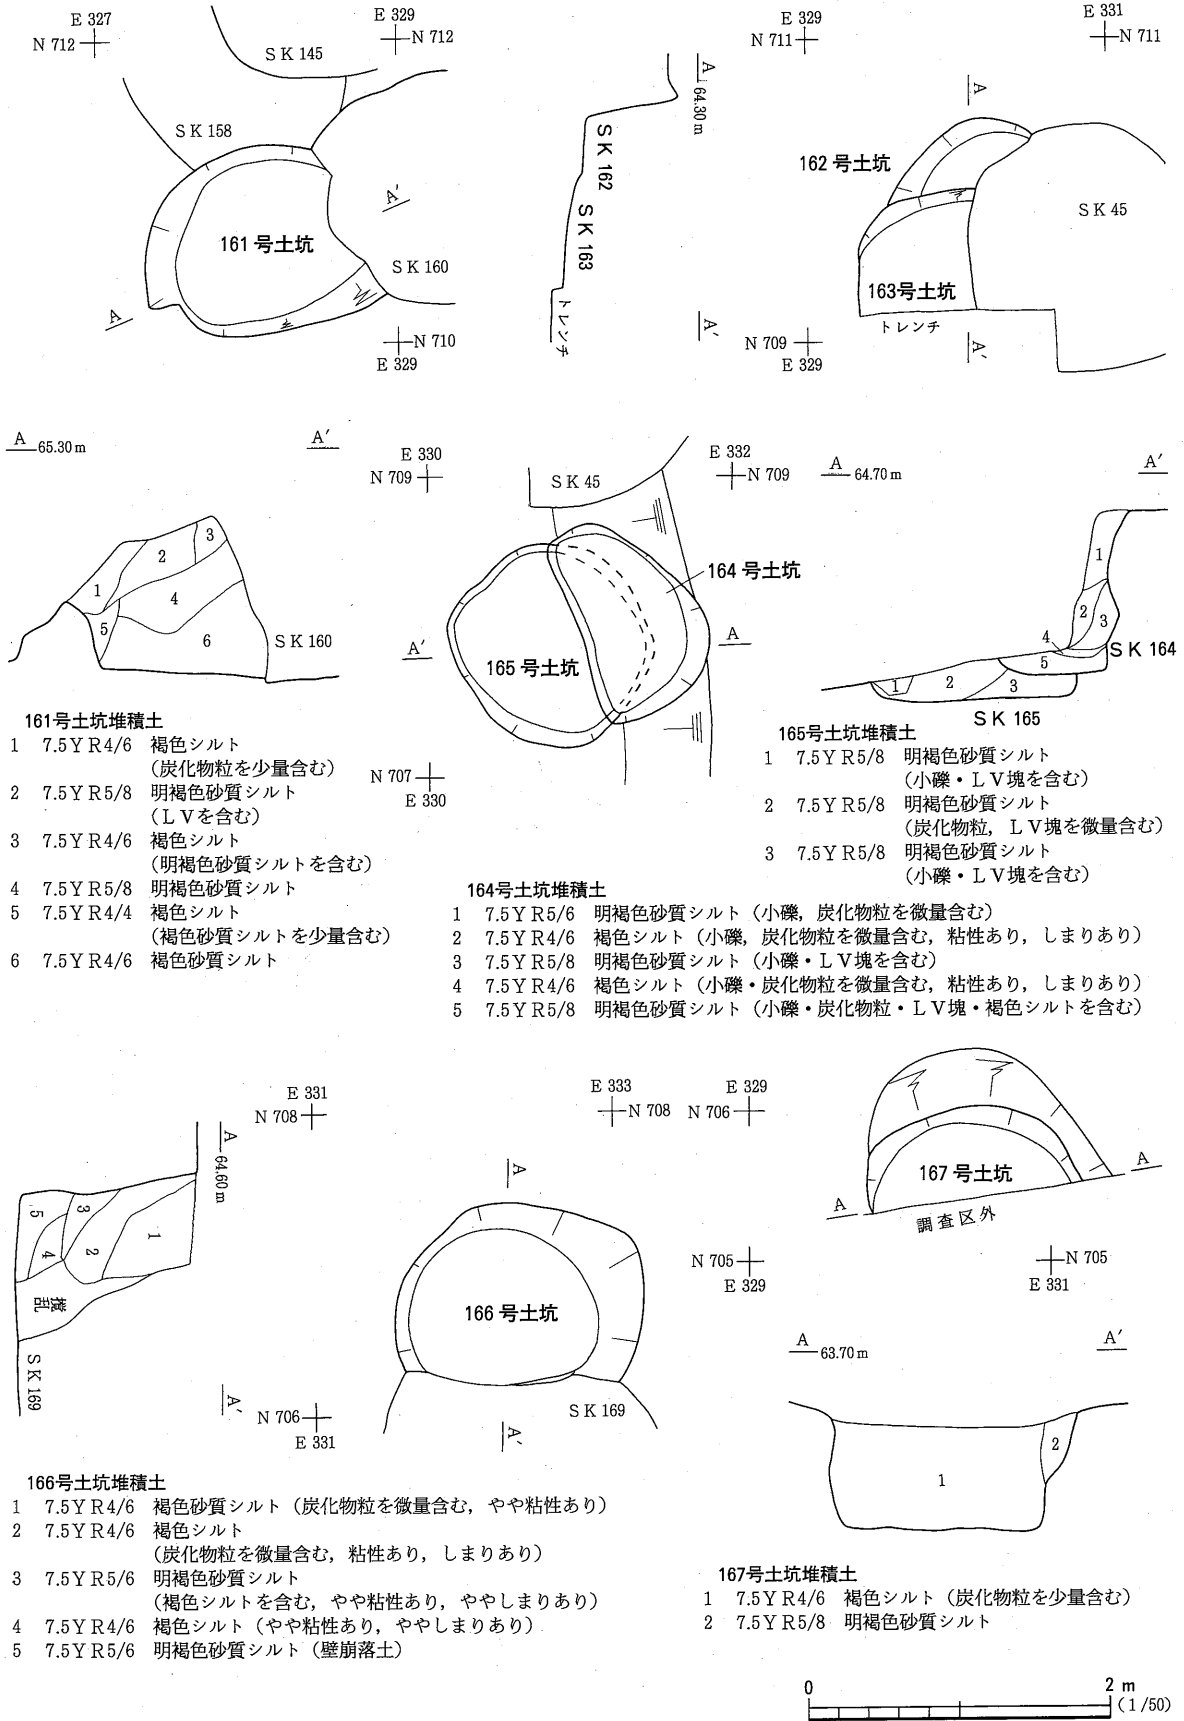 E 327
N 712
E 329
N 712
SK 145
SK 158
161 号土坑
A'
SK 160
A
N 710
E 329
A
64.30 m
SK 162
SK 163
トレンチ
A'
E 329
N 711
E 331
N 711
A
162 号土坑
SK 45
163号土坑
トレンチ
N 709
E 329
A'
A
65.30 m
A'
1
2
3
4
5
6
SK 160
E 330
N 709
SK 45
E 332
N 709
164 号土坑
A'
165 号土坑
A
N 707
E 330
A
64.70 m
A'
1
2
3
4
5
SK 164
1
2
3
SK 165
161号土坑堆積土
1 7.5YR4/6 褐色シルト
(炭化物粒を少量含む)
2 7.5YR5/8 明褐色砂質シルト
(LVを含む)
3 7.5YR4/6 褐色シルト
(明褐色砂質シルトを含む)
4 7.5YR5/8 明褐色砂質シルト
5 7.5YR4/4 褐色シルト
(褐色砂質シルトを少量含む)
6 7.5YR4/6 褐色砂質シルト
165号土坑堆積土
1 7.5YR5/8 明褐色砂質シルト
(小礫・LV塊を含む)
2 7.5YR5/8 明褐色砂質シルト
(炭化物粒，LV塊を微量含む)
3 7.5YR5/8 明褐色砂質シルト
(小礫・LV塊を含む)
164号土坑堆積土
1 7.5YR5/6 明褐色砂質シルト(小礫，炭化物粒を微量含む)
2 7.5YR4/6 褐色シルト(小礫，炭化物粒を微量含む，粘性あり，しまりあり)
3 7.5YR5/8 明褐色砂質シルト(小礫・LV塊を含む)
4 7.5YR4/6 褐色シルト(小礫・炭化物粒を微量含む，粘性あり，しまりあり)
5 7.5YR5/8 明褐色砂質シルト(小礫・炭化物粒・LV塊・褐色シルトを含む)
A
64.60 m
1
2
3
4
5
攪乱
SK 169
A'
E 331
N 708
E 333
N 708
A
166 号土坑
SK 169
N 706
E 331
A'
E 329
N 706
167 号土坑
A
A
調査区外
N 705
E 329
N 705
E 331
A
63.70 m
A'
1
2
166号土坑堆積土
1 7.5YR4/6 褐色砂質シルト(炭化物粒を微量含む，やや粘性あり)
2 7.5YR4/6 褐色シルト
(炭化物粒を微量含む，粘性あり，しまりあり)
3 7.5YR5/6 明褐色砂質シルト
(褐色シルトを含む，やや粘性あり，ややしまりあり)
4 7.5YR4/6 褐色シルト(やや粘性あり，ややしまりあり)
5 7.5YR5/6 明褐色砂質シルト(壁崩落土)
167号土坑堆積土
1 7.5YR4/6 褐色シルト(炭化物粒を少量含む)
2 7.5YR5/8 明褐色砂質シルト
0 2 m
(1/50)